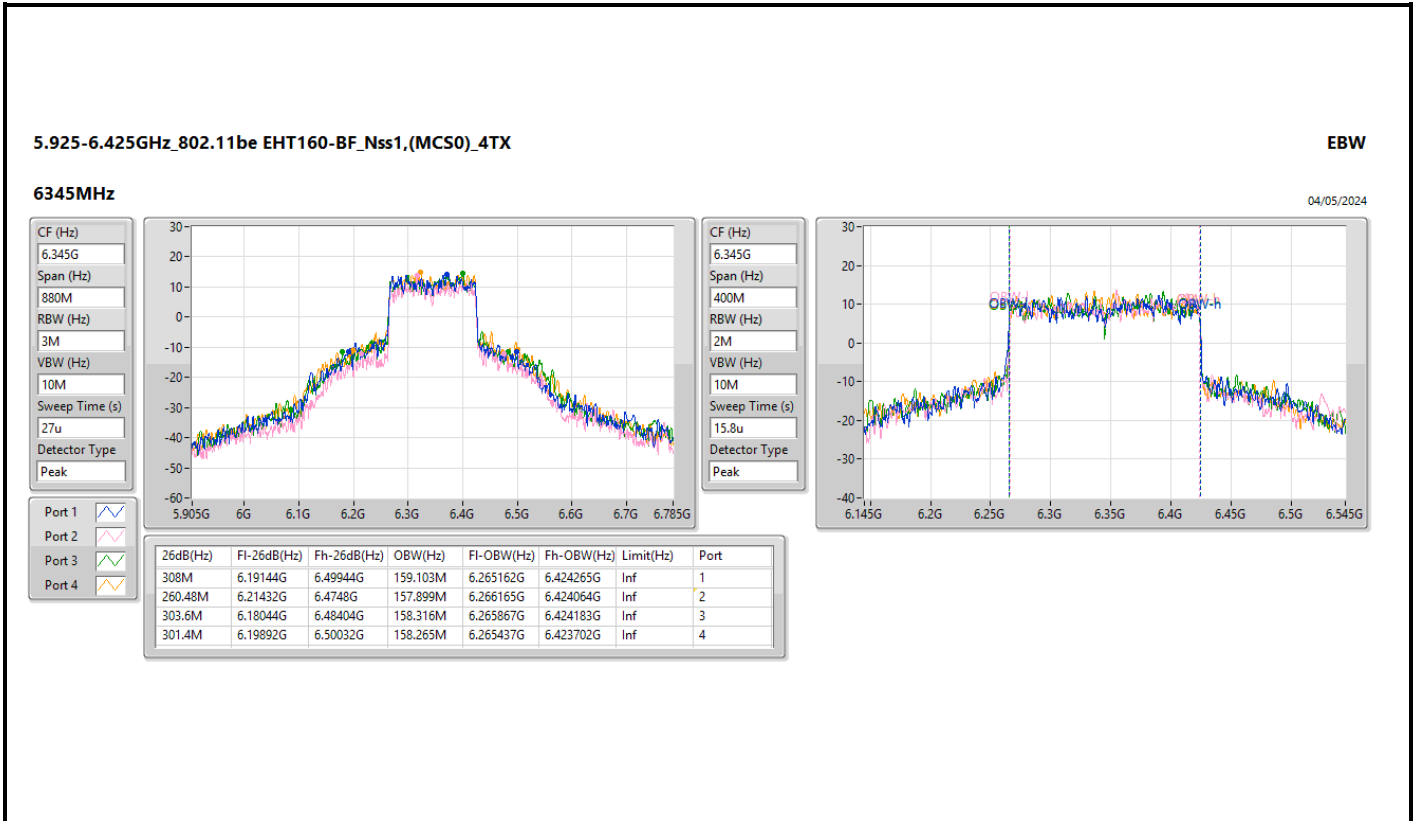 5.925-6.425GHz_802.11be EHT160-BF_Nss1,(MCS0)_4TX EBW
6345MHz 04/05/2024
CF (Hz)
6.345G
Span (Hz)
880M
RBW (Hz)
3M
VBW (Hz)
10M
Sweep Time (s)
27u
Detector Type
Peak
30
20
10
0
-10
-20
-30
-40
-50
-60
5.905G 6G 6.1G 6.2G 6.3G 6.4G 6.5G 6.6G 6.7G 6.785G
CF (Hz)
6.345G
Span (Hz)
400M
RBW (Hz)
2M
VBW (Hz)
10M
Sweep Time (s)
15.8u
Detector Type
Peak
30
20
10
0
-10
-20
-30
-40
OBW-h
6.145G 6.2G 6.25G 6.3G 6.35G 6.4G 6.45G 6.5G 6.545G
Port 1
Port 2
Port 3
Port 4
26dB(Hz) Fl-26dB(Hz) Fh-26dB(Hz) OBW(Hz) Fl-OBW(Hz) Fh-OBW(Hz) Limit(Hz) Port
308M 6.19144G 6.49944G 159.103M 6.265162G 6.424265G Inf 1
260.48M 6.21432G 6.4748G 157.899M 6.266165G 6.424064G Inf 2
303.6M 6.18044G 6.48404G 158.316M 6.265867G 6.424183G Inf 3
301.4M 6.19892G 6.50032G 158.265M 6.265437G 6.423702G Inf 4